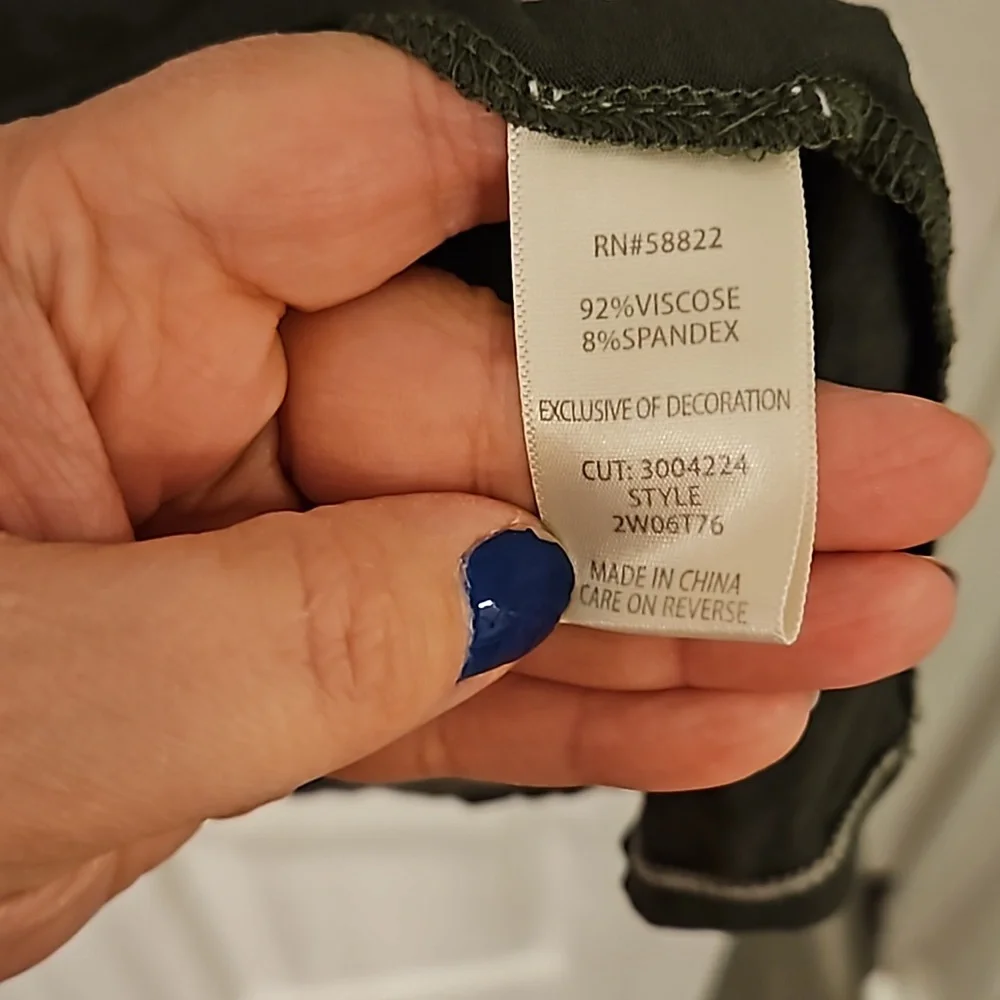 RN#58822
92%VISCOSE
8%SPANDEX
EXCLUSIVE OF DECORATION
CUT: 3004224
STYLE
2W06T76
MADE IN CHINA
CARE ON REVERSE